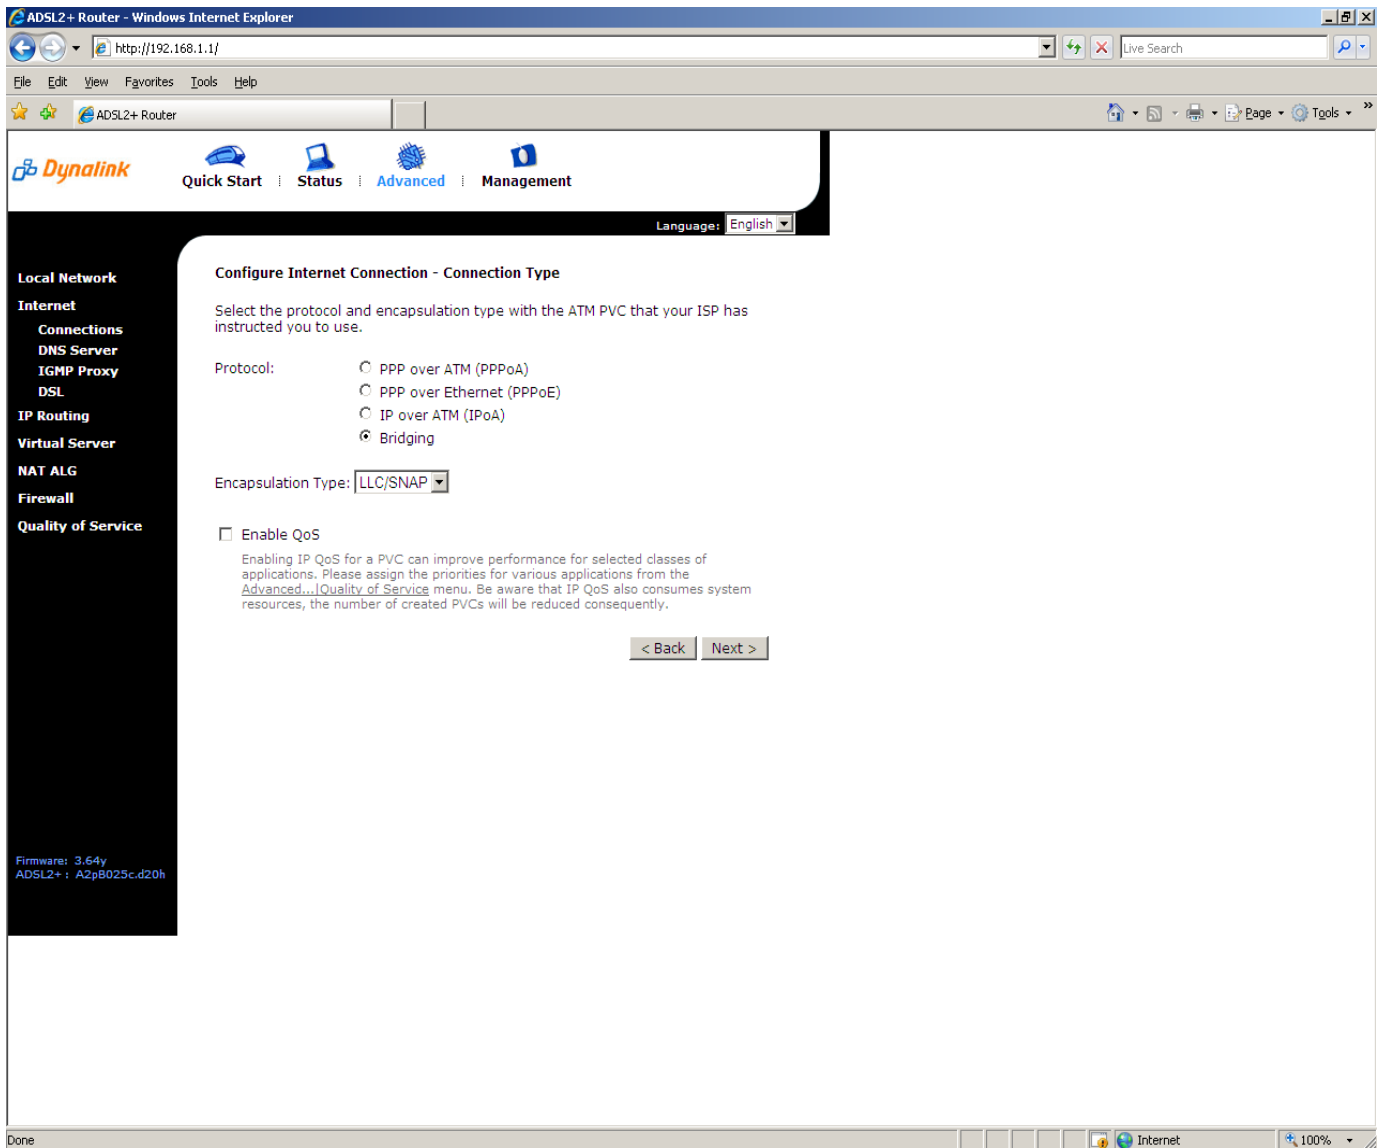 ADSL2+ Router - Windows Internet Explorer
http://192.168.1.1/
Live Search
File Edit View Favorites Tools Help
ADSL2+ Router
Page Tools »
Dynalink
Quick Start Status Advanced Management
Language: English
Local Network
Internet
Connections
DNS Server
IGMP Proxy
DSL
IP Routing
Virtual Server
NAT ALG
Firewall
Quality of Service
Firmware: 3.64y
ADSL2+ : A2pB025c.d20h
Configure Internet Connection - Connection Type
Select the protocol and encapsulation type with the ATM PVC that your ISP has
instructed you to use.
Protocol:
PPP over ATM (PPPoA)
PPP over Ethernet (PPPoE)
IP over ATM (IPoA)
Bridging
Encapsulation Type: LLC/SNAP
Enable QoS
Enabling IP QoS for a PVC can improve performance for selected classes of
applications. Please assign the priorities for various applications from the
Advanced...|Quality of Service menu. Be aware that IP QoS also consumes system
resources, the number of created PVCs will be reduced consequently.
< Back Next >
Done
Internet
100%